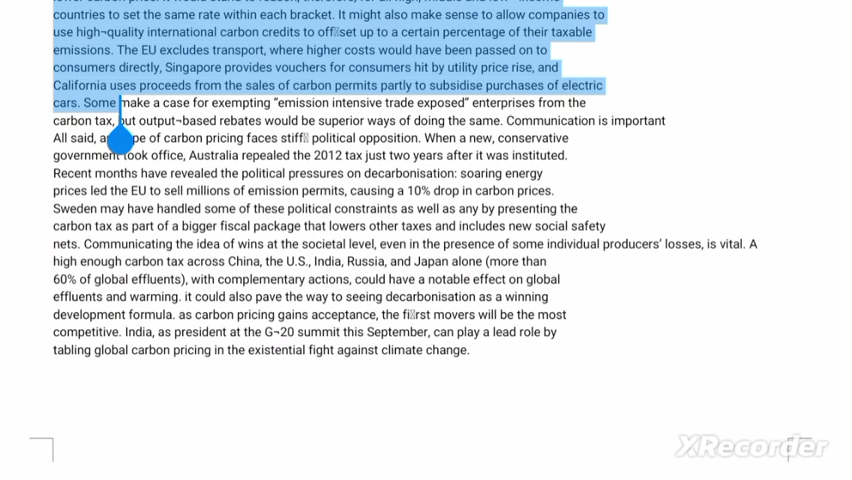 countries to set the same rate within each bracket. It might also make sense to allow companies to
use high¬quality international carbon credits to off set up to a certain percentage of their taxable
emissions. The EU excludes transport, where higher costs would have been passed on to
consumers directly, Singapore provides vouchers for consumers hit by utility price rise, and
California uses proceeds from the sales of carbon permits partly to subsidise purchases of electric
cars. Some make a case for exempting “emission intensive trade exposed” enterprises from the
carbon tax, but output¬based rebates would be superior ways of doing the same. Communication is important
All said, pe of carbon pricing faces stiff political opposition. When a new, conservative
government took office, Australia repealed the 2012 tax just two years after it was instituted.
Recent months have revealed the political pressures on decarbonisation: soaring energy
prices led the EU to sell millions of emission permits, causing a 10% drop in carbon prices.
Sweden may have handled some of these political constraints as well as any by presenting the
carbon tax as part of a bigger fiscal package that lowers other taxes and includes new social safety
nets. Communicating the idea of wins at the societal level, even in the presence of some individual producers’ losses, is vital. A
high enough carbon tax across China, the U.S., India, Russia, and Japan alone (more than
60% of global effluents), with complementary actions, could have a notable effect on global
effluents and warming. it could also pave the way to seeing decarbonisation as a winning
development formula. as carbon pricing gains acceptance, the fi rst movers will be the most
competitive. India, as president at the G¬20 summit this September, can play a lead role by
tabling global carbon pricing in the existential fight against climate change.
XRecorder